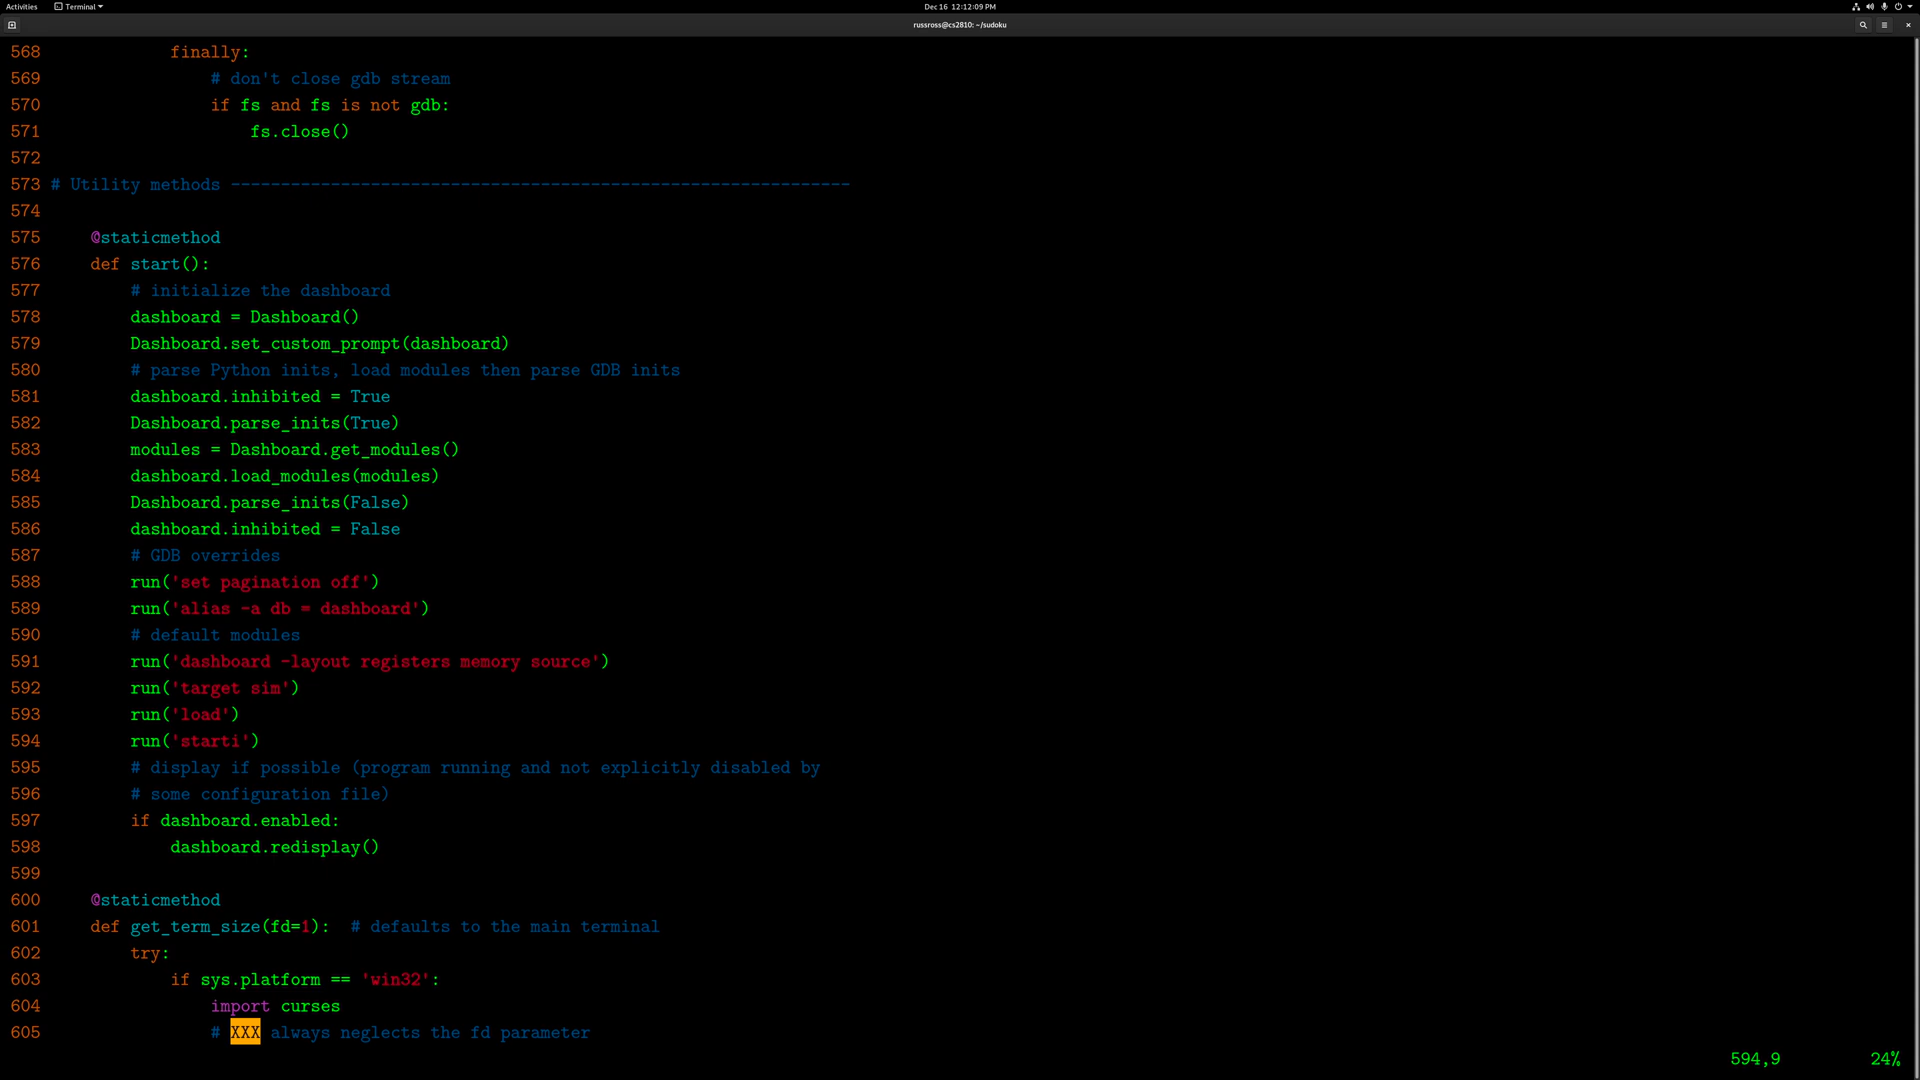 Activities Terminal Dec 16 12:12:09 PM
russross@cs2810: ~/sudoku
568             finally:
569                 # don't close gdb stream
570                 if fs and fs is not gdb:
571                     fs.close()
572
573 # Utility methods --------------------------------------------------------------
574
575     @staticmethod
576     def start():
577         # initialize the dashboard
578         dashboard = Dashboard()
579         Dashboard.set_custom_prompt(dashboard)
580         # parse Python inits, load modules then parse GDB inits
581         dashboard.inhibited = True
582         Dashboard.parse_inits(True)
583         modules = Dashboard.get_modules()
584         dashboard.load_modules(modules)
585         Dashboard.parse_inits(False)
586         dashboard.inhibited = False
587         # GDB overrides
588         run('set pagination off')
589         run('alias -a db = dashboard')
590         # default modules
591         run('dashboard -layout registers memory source')
592         run('target sim')
593         run('load')
594         run('starti')
595         # display if possible (program running and not explicitly disabled by
596         # some configuration file)
597         if dashboard.enabled:
598             dashboard.redisplay()
599
600     @staticmethod
601     def get_term_size(fd=1):  # defaults to the main terminal
602         try:
603             if sys.platform == 'win32':
604                 import curses
605                 # XXX always neglects the fd parameter
594,9 24%